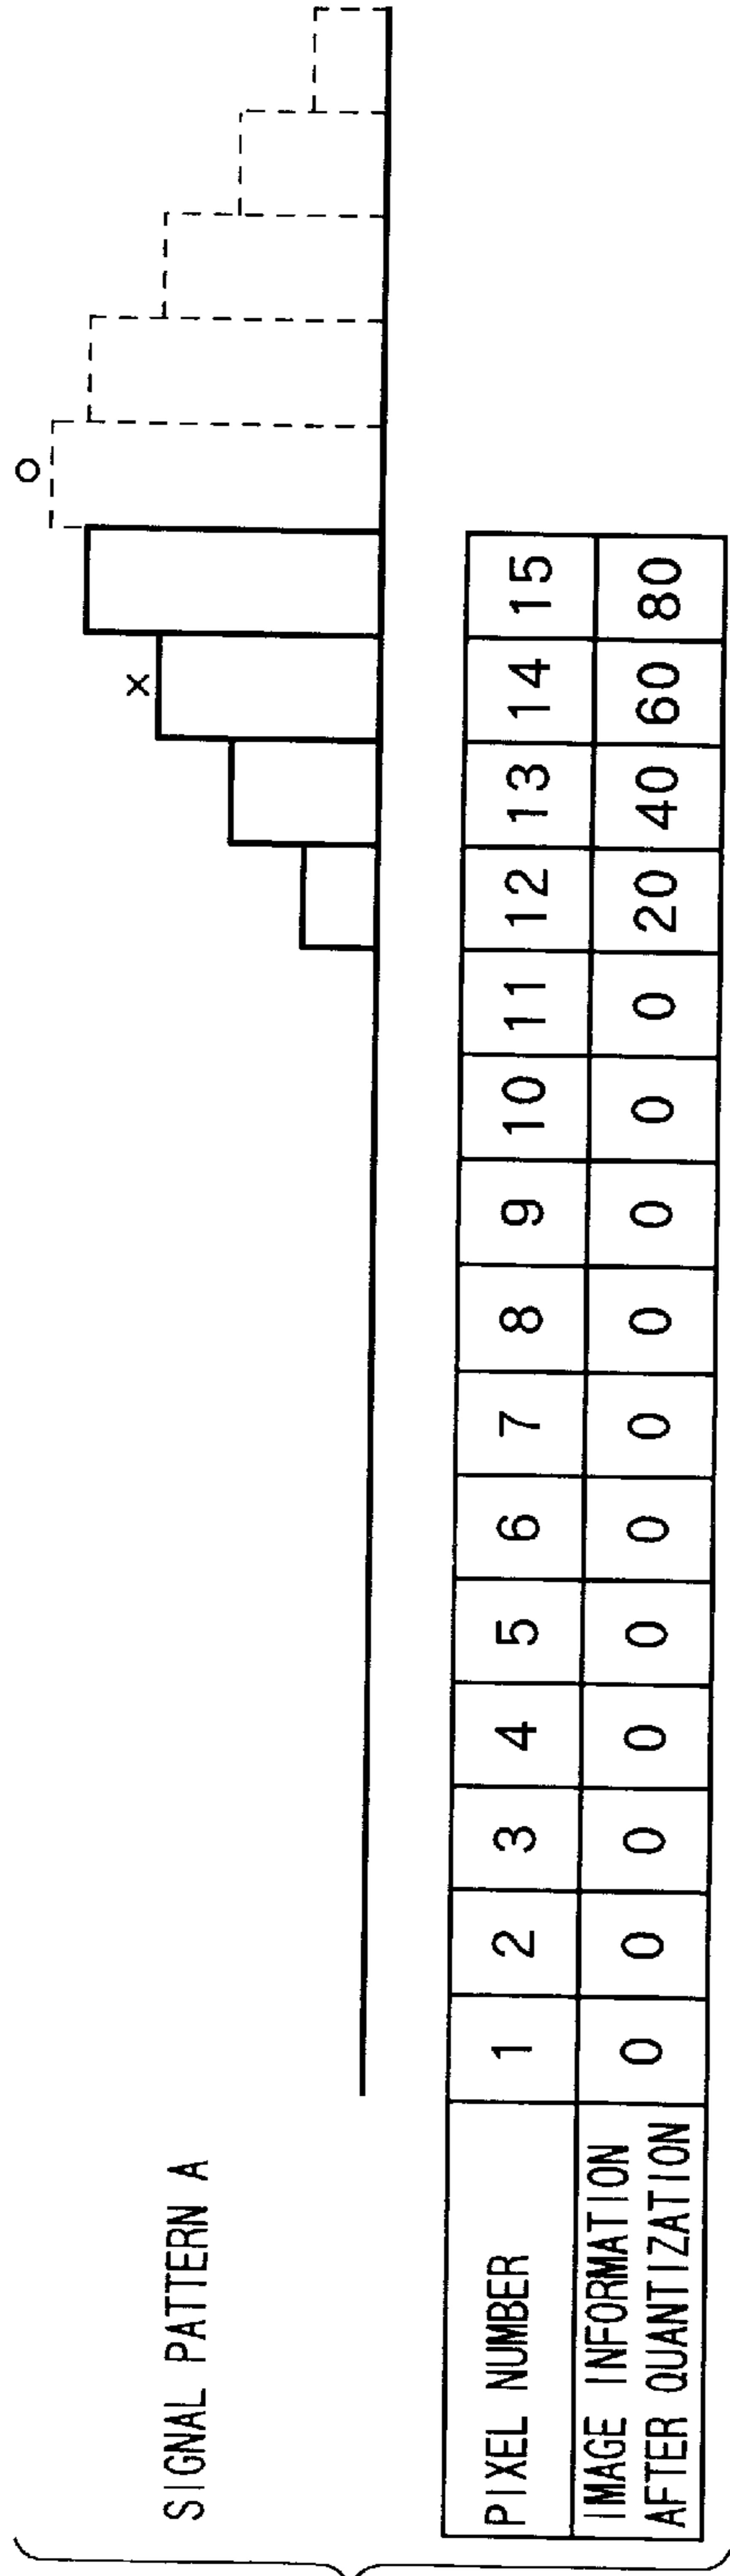 SIGNAL PATTERN A
x
o
PIXEL NUMBER 1 2 3 4 5 6 7 8 9 10 11 12 13 14 15
IMAGE INFORMATION
AFTER QUANTIZATION 0 0 0 0 0 0 0 0 0 0 0 20 40 60 80